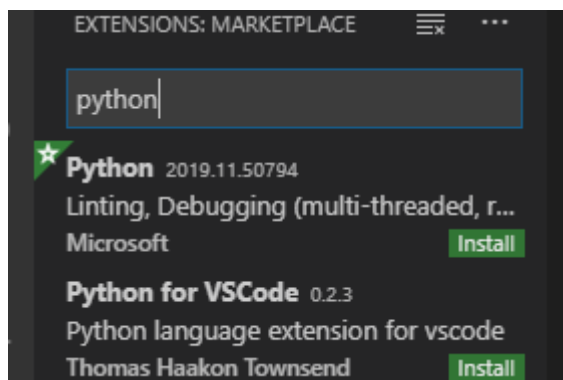 EXTENSIONS: MARKETPLACE
python
Python 2019.11.50794
Linting, Debugging (multi-threaded, r...
Microsoft Install
Python for VSCode 0.2.3
Python language extension for vscode
Thomas Haakon Townsend Install